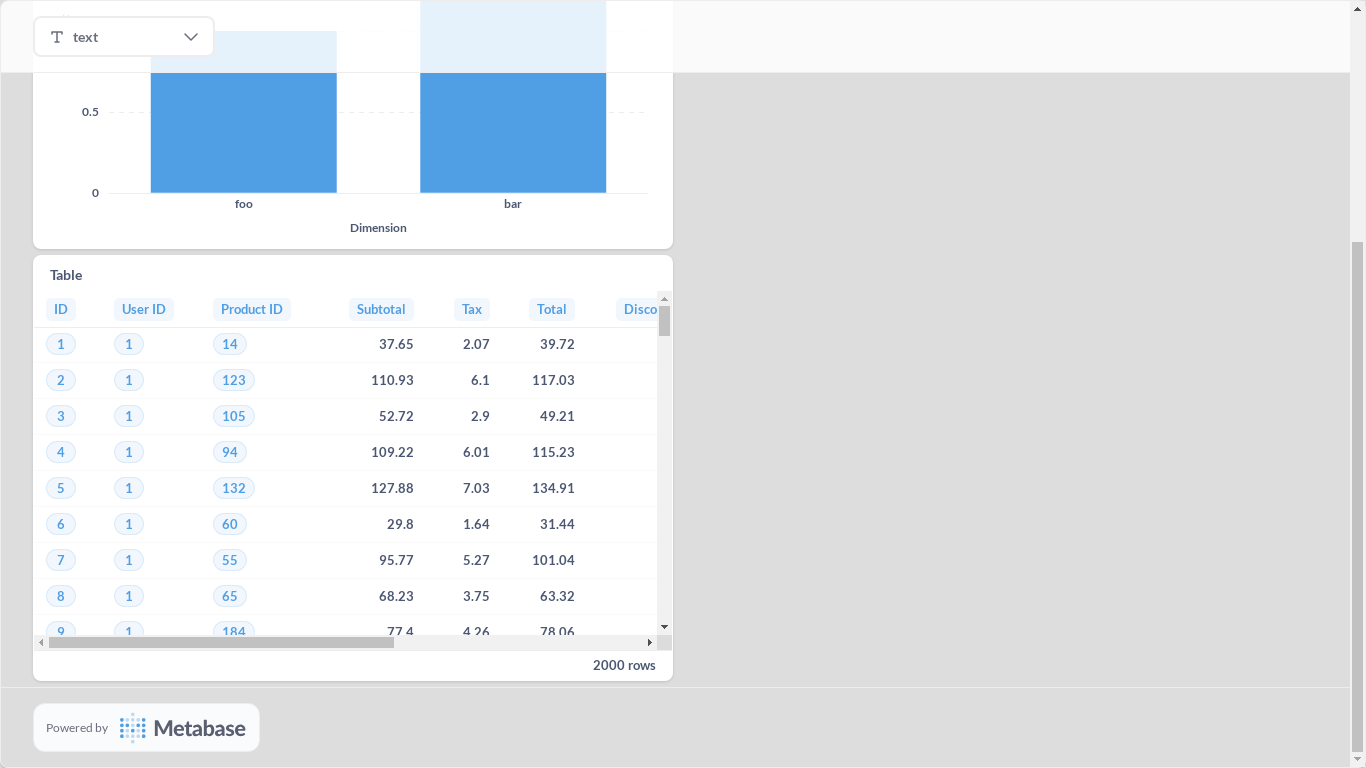 text
0.5
0
foo bar
Dimension
Table
ID User ID Product ID Subtotal Tax Total Disco
1 1 14 37.65 2.07 39.72
2 1 123 110.93 6.1 117.03
3 1 105 52.72 2.9 49.21
4 1 94 109.22 6.01 115.23
5 1 132 127.88 7.03 134.91
6 1 60 29.8 1.64 31.44
7 1 55 95.77 5.27 101.04
8 1 65 68.23 3.75 63.32
9 1 184 77.4 4.26 78.06
2000 rows
Powered by Metabase